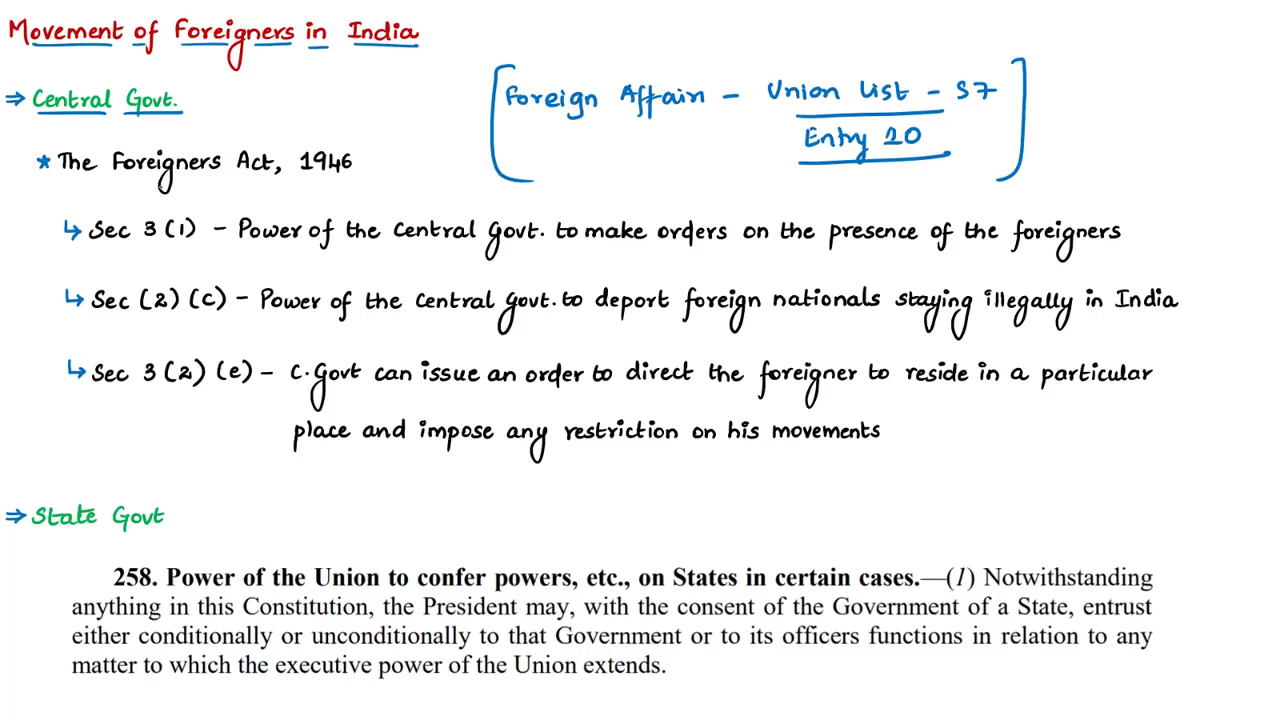 Movement of Foreigners in India
⇒ Central Govt.
[Foreign Affair - Union List - S7
Entry 10]
* The Foreigners Act, 1946
↳ Sec 3 (1) - Power of the Central Govt. to make orders on the presence of the foreigners
↳ Sec (2) (c) - Power of the Central Govt. to deport foreign nationals staying illegally in India
↳ Sec 3 (2) (e) - C. Govt can issue an order to direct the foreigner to reside in a particular
place and impose any restriction on his movements
⇒ State Govt
258. Power of the Union to confer powers, etc., on States in certain cases.—(1) Notwithstanding
anything in this Constitution, the President may, with the consent of the Government of a State, entrust
either conditionally or unconditionally to that Government or to its officers functions in relation to any
matter to which the executive power of the Union extends.